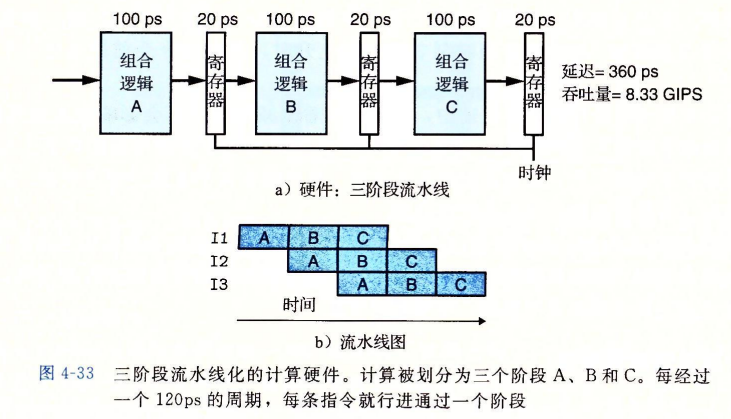 100 ps 20 ps 100 ps 20 ps 100 ps 20 ps
组合逻辑A
寄存器
组合逻辑B
寄存器
组合逻辑C
寄存器
延迟= 360 ps
吞吐量= 8.33 GIPS
时钟
a）硬件：三阶段流水线
I1 A B C
I2 A B C
I3 A B C
时间
b）流水线图
图 4-33 三阶段流水线化的计算硬件。计算被划分为三个阶段 A、B 和 C。每经过
一个 120ps 的周期，每条指令就行进通过一个阶段